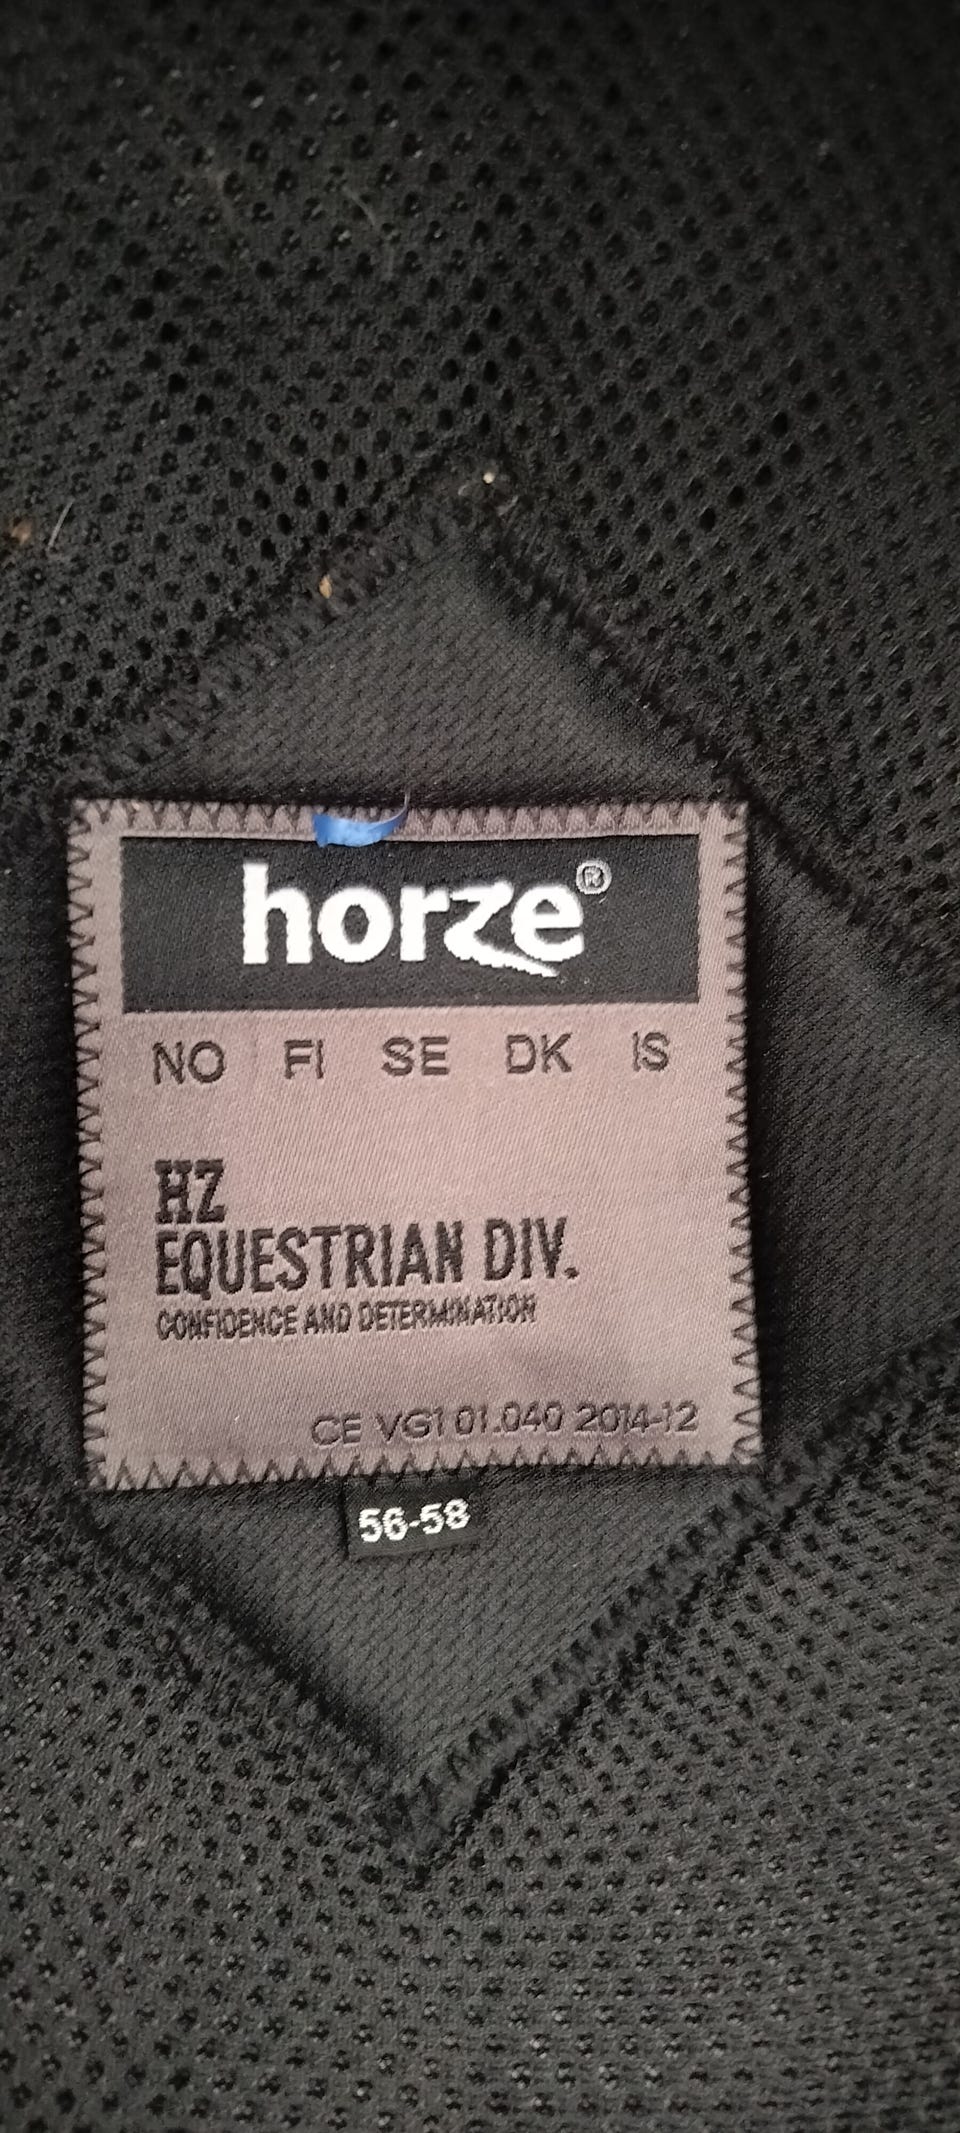 horze®
NO FI SE DK IS
HZ
EQUESTRIAN DIV.
CONFIDENCE AND DETERMINATION
CE VG1 01.040 2014-12
56-58